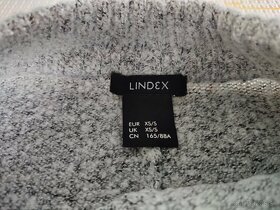 LINDEX
EUR XS/S
UK XS/S
CN 165/88A